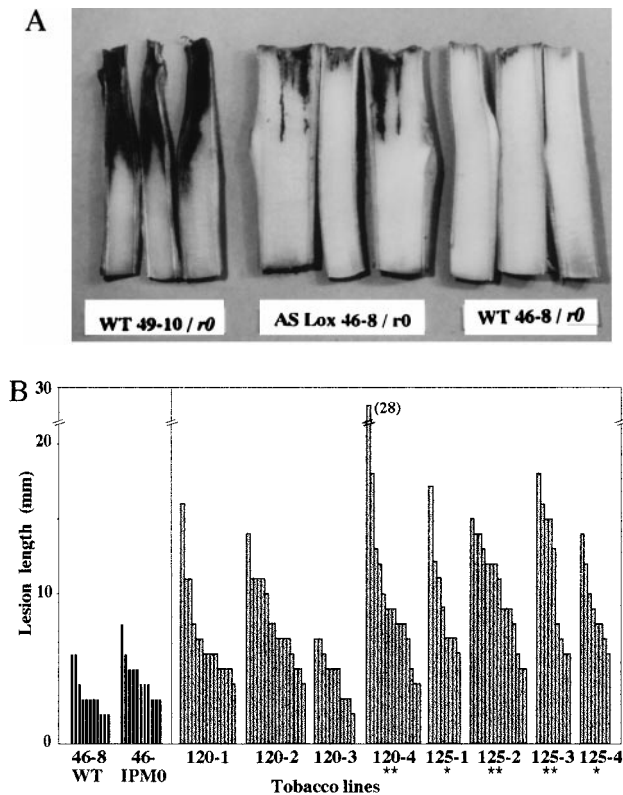 A
WT 49-10 / r0
AS Lox 46-8 / r0
WT 46-8 / r0
B
30
(28)
20
10
0
Lesion length (mm)
46-8 46- 120-1 120-2 120-3 120-4 125-1 125-2 125-3 125-4
WT IPM0 ** * ** ** *
Tobacco lines